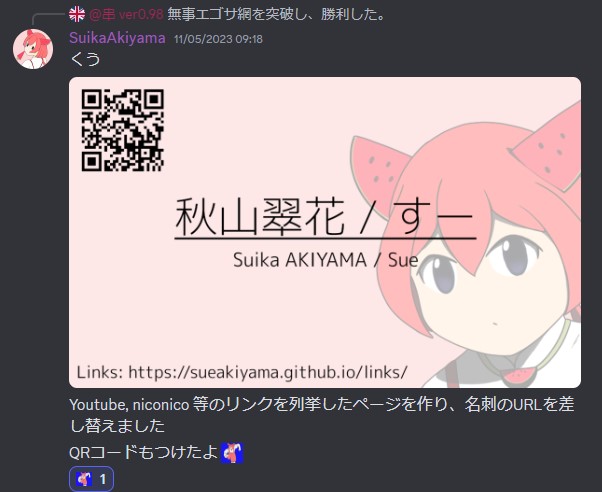 @串 ver0.98 無事エゴサ網を突破し、勝利した。
SuikaAkiyama 11/05/2023 09:18
くう
秋山翠花 / すー
Suika AKIYAMA / Sue
Links: https://sueakiyama.github.io/links/
Youtube, niconico 等のリンクを列挙したページを作り、名刺のURLを差
し替えました
QRコードもつけたよ
1